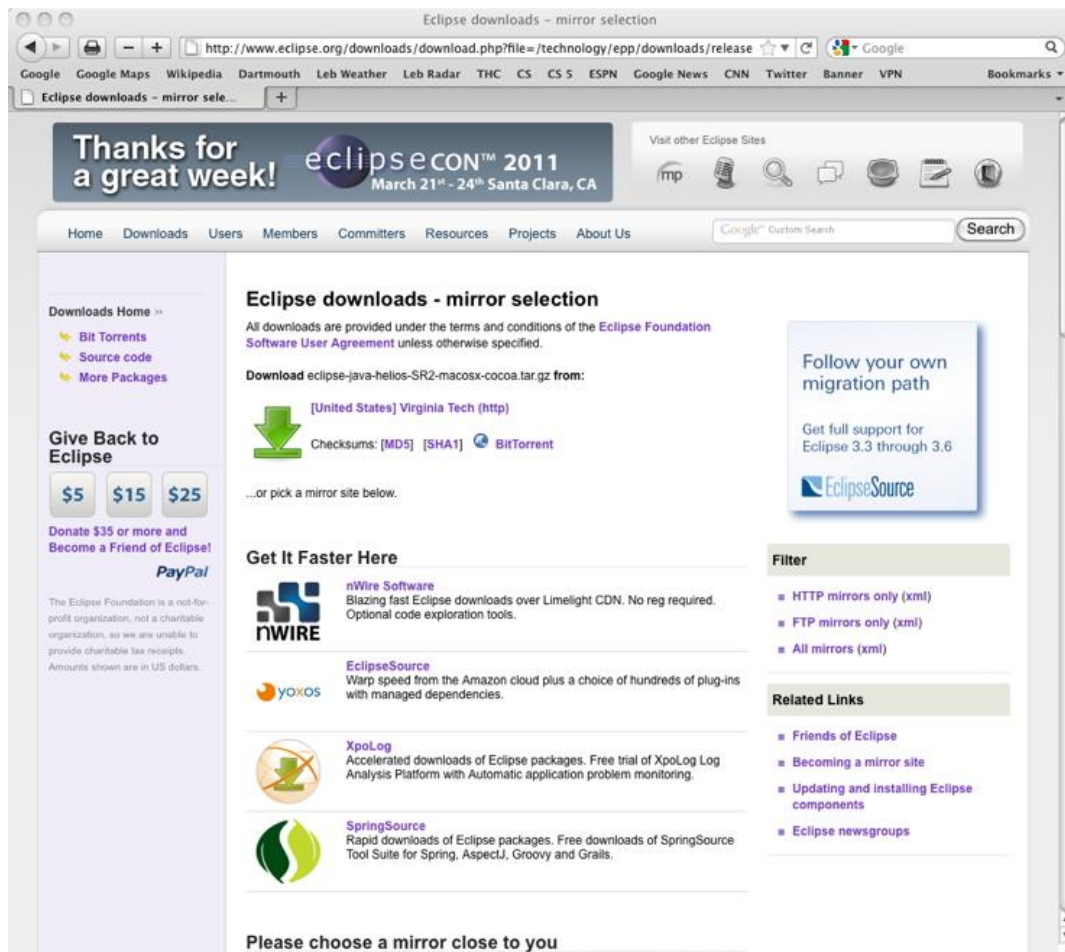 Eclipse downloads - mirror selection
http://www.eclipse.org/downloads/download.php?file=/technology/epp/downloads/release
Google
Google Google Maps Wikipedia Dartmouth Leb Weather Leb Radar THC CS CS 5 ESPN Google News CNN Twitter Banner VPN Bookmarks
Eclipse downloads - mirror sele...
Thanks for
a great week!
eclipseCON™ 2011
March 21st - 24th Santa Clara, CA
Visit other Eclipse Sites
mp
Home Downloads Users Members Committers Resources Projects About Us
Google™ Custom Search
Search
Downloads Home »
Bit Torrents
Source code
More Packages
Give Back to
Eclipse
$5 $15 $25
Donate $35 or more and
Become a Friend of Eclipse!
PayPal
The Eclipse Foundation is a not-for-
profit organization, not a charitable
organization, so we are unable to
provide charitable tax receipts.
Amounts shown are in US dollars.
Eclipse downloads - mirror selection
All downloads are provided under the terms and conditions of the Eclipse Foundation
Software User Agreement unless otherwise specified.
Download eclipse-java-helios-SR2-macosx-cocoa.tar.gz from:
[United States] Virginia Tech (http)
Checksums: [MD5] [SHA1] BitTorrent
...or pick a mirror site below.
Get It Faster Here
nWIRE
nWire Software
Blazing fast Eclipse downloads over Limelight CDN. No reg required.
Optional code exploration tools.
yoxos
EclipseSource
Warp speed from the Amazon cloud plus a choice of hundreds of plug-ins
with managed dependencies.
XpoLog
Accelerated downloads of Eclipse packages. Free trial of XpoLog Log
Analysis Platform with Automatic application problem monitoring.
SpringSource
Rapid downloads of Eclipse packages. Free downloads of SpringSource
Tool Suite for Spring, AspectJ, Groovy and Grails.
Please choose a mirror close to you
Follow your own
migration path
Get full support for
Eclipse 3.3 through 3.6
EclipseSource
Filter
HTTP mirrors only (xml)
FTP mirrors only (xml)
All mirrors (xml)
Related Links
Friends of Eclipse
Becoming a mirror site
Updating and installing Eclipse
components
Eclipse newsgroups